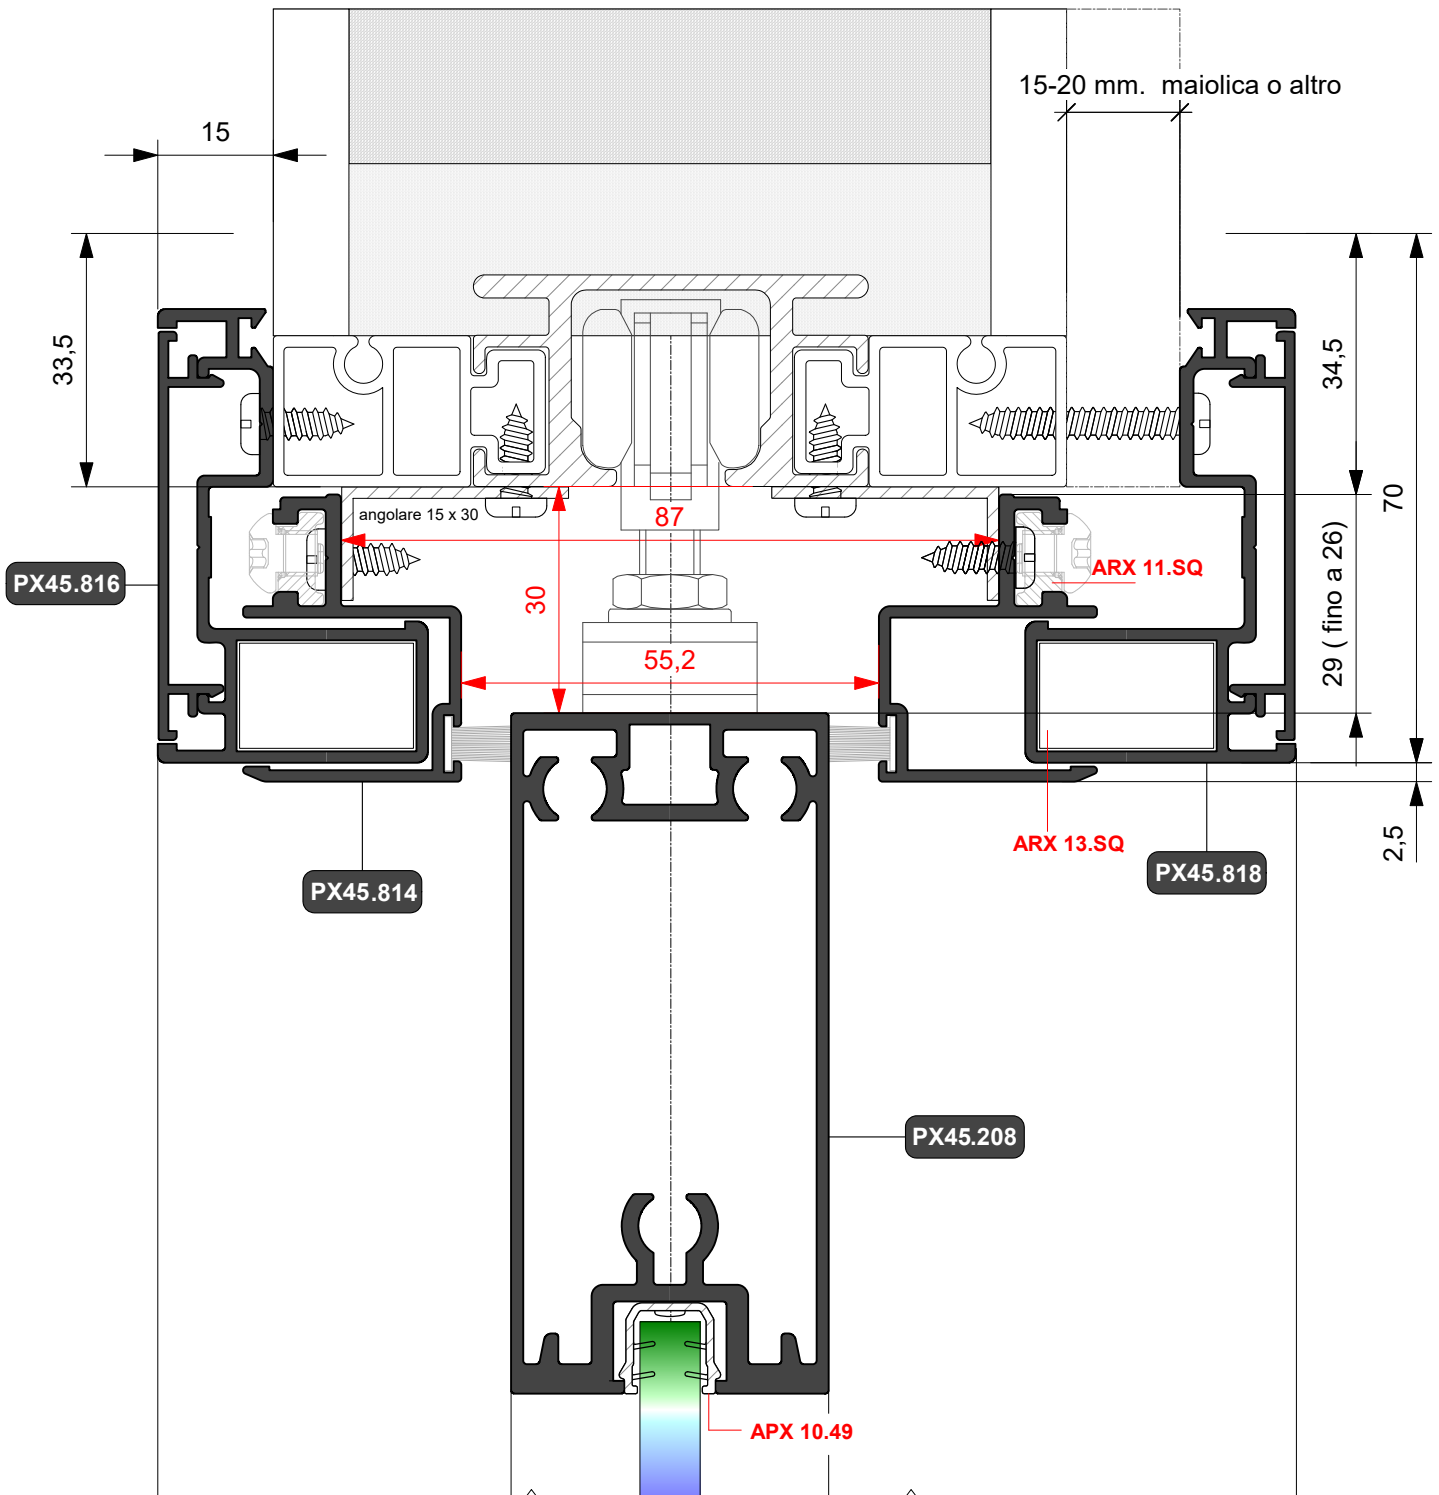 15-20 mm. maiolica o altro
15
33,5
34,5
70
angolare 15 x 30
87
29 ( fino a 26)
ARX 11.SQ
PX45.816
30
55,2
ARX 13.SQ
2,5
PX45.818
PX45.814
PX45.208
APX 10.49